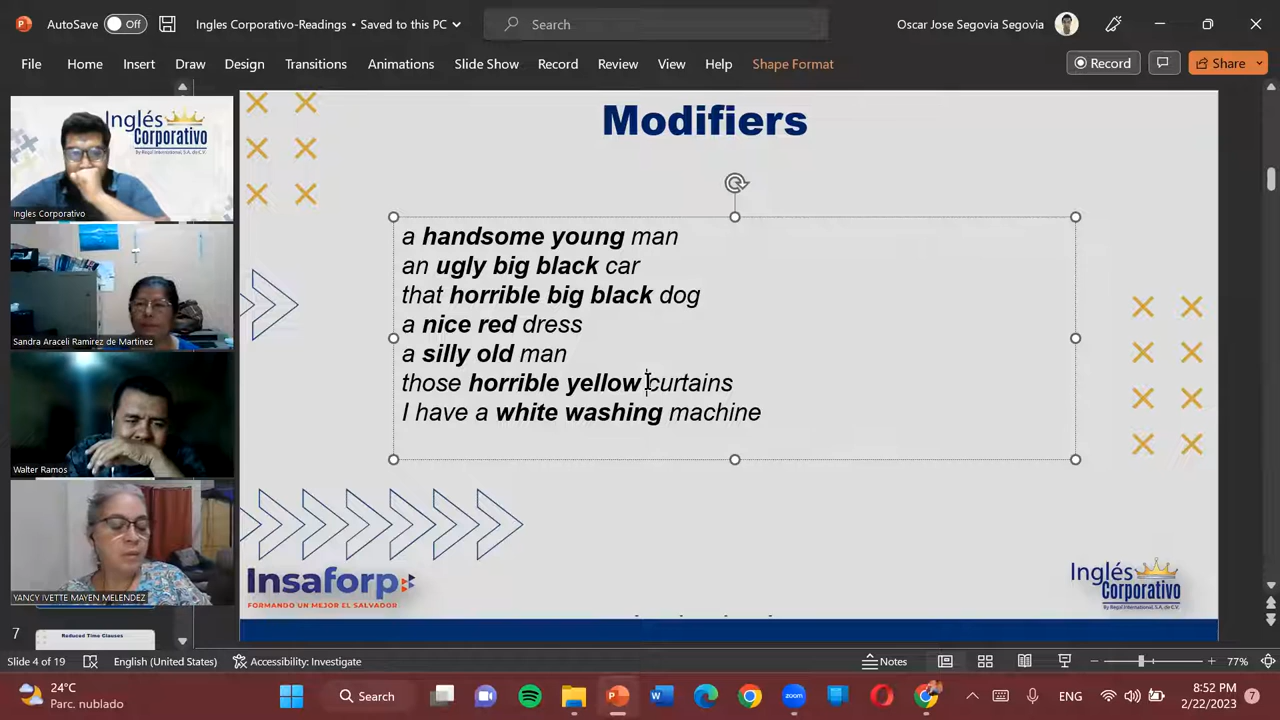 AutoSave Off Ingles Corporativo-Readings • Saved to this PC Search Oscar Jose Segovia Segovia
File Home Insert Draw Design Transitions Animations Slide Show Record Review View Help Shape Format Record Share
Inglés
Corporativo
By Regal International, S.A. de C.V.
Ingles Corporativo
Sandra Araceli Ramirez de Martinez
Walter Ramos
YANCY IVETTE MAYEN MELENDEZ
7
Reduced Time Clauses
Modifiers
a handsome young man
an ugly big black car
that horrible big black dog
a nice red dress
a silly old man
those horrible yellow curtains
I have a white washing machine
Insaforp
FORMANDO UN MEJOR EL SALVADOR
Inglés
Corporativo
By Regal International, S.A. de C.V.
Slide 4 of 19 English (United States) Accessibility: Investigate Notes 77%
24°C
Parc. nublado
Search
zoom
ENG
8:52 PM
2/22/2023
7